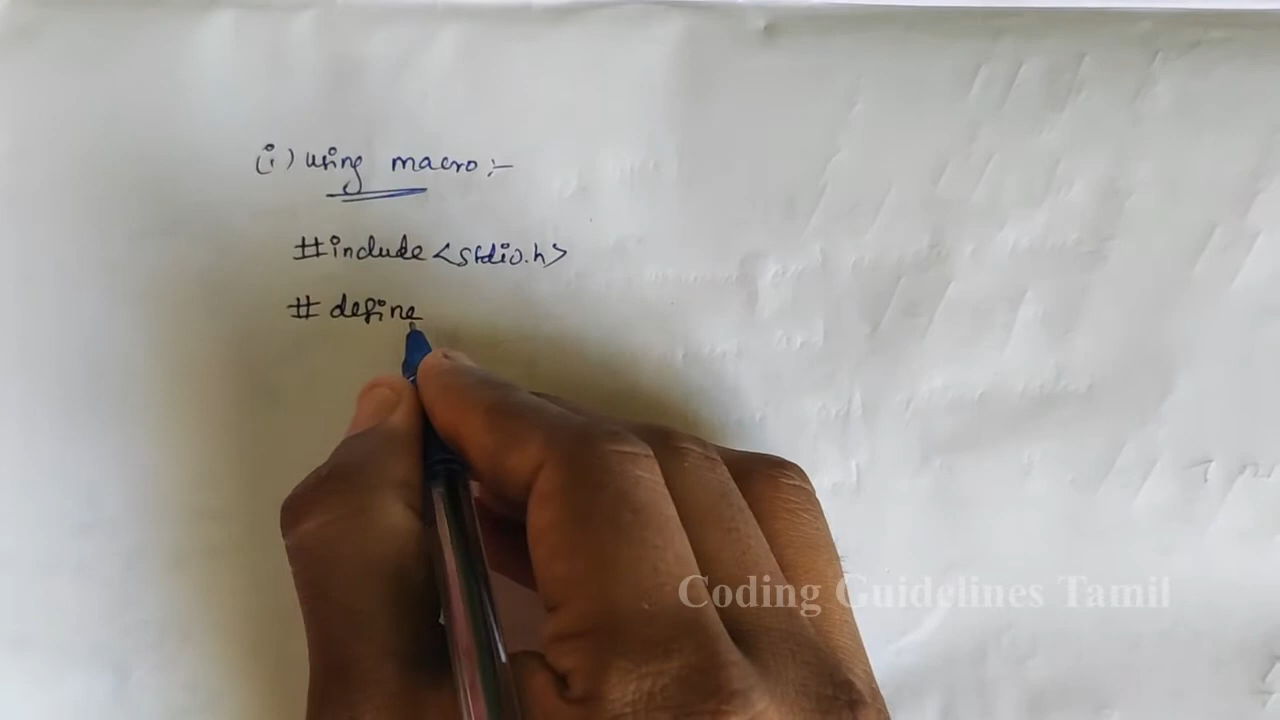 (i) using macro :-
#include <stdio.h>
# define
Coding Guidelines Tamil